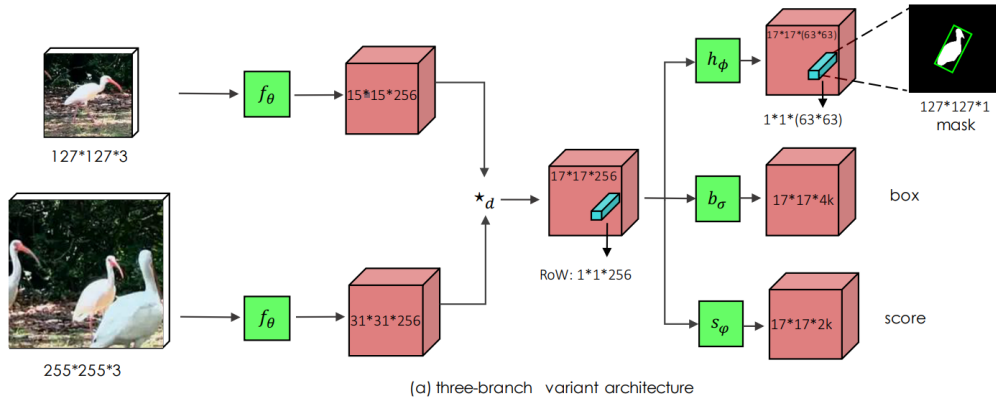 127*127*3
f_θ
15*15*256
255*255*3
f_θ
31*31*256
⋆_d
17*17*256
RoW: 1*1*256
h_ϕ
17*17*(63*63)
1*1*(63*63)
127*127*1
mask
b_σ
17*17*4k
box
s_φ
17*17*2k
score
(a) three-branch variant architecture